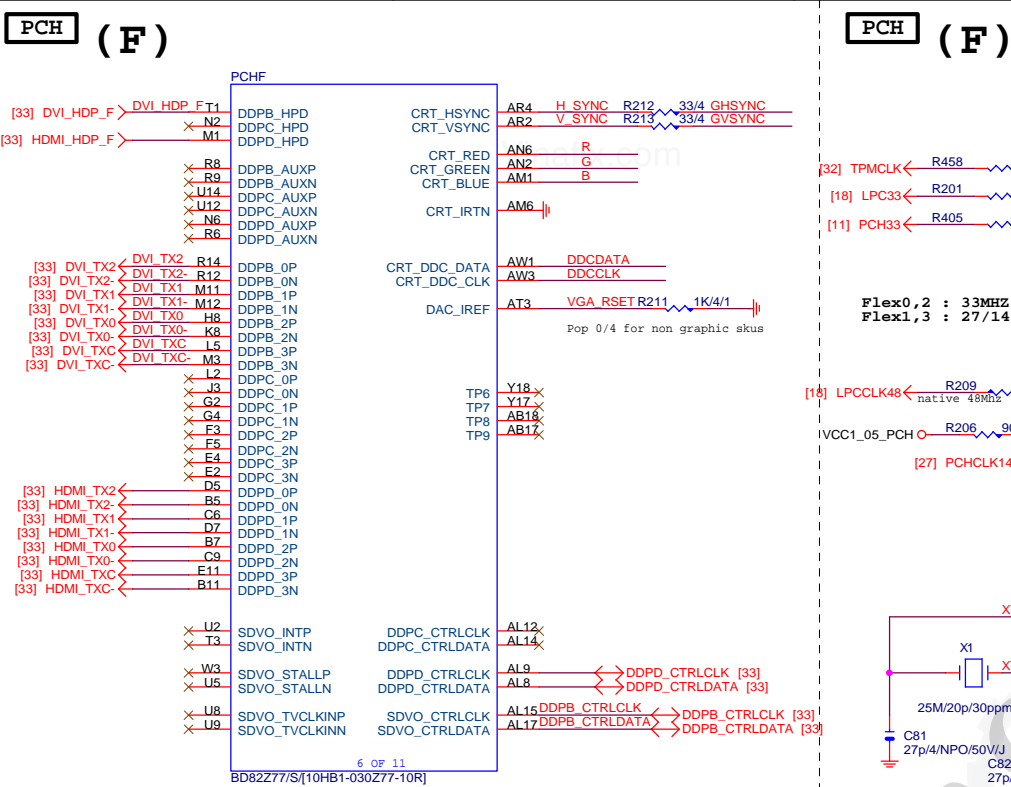 PCH (F)
PCH (F)
PCHF
[33] DVI_HDP_F DVI_HDP_F T1 DDPB_HPD CRT_HSYNC AR4 H_SYNC R212 33/4 GHSYNC
N2 DDPC_HPD CRT_VSYNC AR2 V_SYNC R213 33/4 GVSYNC
[33] HDMI_HDP_F M1 DDPD_HPD
CRT_RED AN6 R
R8 DDPB_AUXP CRT_GREEN AN2 G
R9 DDPB_AUXN CRT_BLUE AM1 B
U14 DDPC_AUXP
U12 DDPC_AUXN CRT_IRTN AM6
N6 DDPD_AUXP
R6 DDPD_AUXN
[33] DVI_TX2 DVI_TX2 R14 DDPB_0P CRT_DDC_DATA AW1 DDCDATA
[33] DVI_TX2- DVI_TX2- R12 DDPB_0N CRT_DDC_CLK AW3 DDCCLK
[33] DVI_TX1 DVI_TX1 M11 DDPB_1P
[33] DVI_TX1- DVI_TX1- M12 DDPB_1N DAC_IREF AT3 VGA_RSET R211 1K/4/1
[33] DVI_TX0 DVI_TX0 H8 DDPB_2P
Pop 0/4 for non graphic skus
[33] DVI_TX0- DVI_TX0- K8 DDPB_2N
[33] DVI_TXC DVI_TXC L5 DDPB_3P
[33] DVI_TXC- DVI_TXC- M3 DDPB_3N
L2 DDPC_0P
J3 DDPC_0N TP6 Y18
G2 DDPC_1P TP7 Y17
G4 DDPC_1N TP8 AB18
F3 DDPC_2P TP9 AB17
F5 DDPC_2N
E4 DDPC_3P
E2 DDPC_3N
[33] HDMI_TX2 D5 DDPD_0P
[33] HDMI_TX2- B5 DDPD_0N
[33] HDMI_TX1 C6 DDPD_1P
[33] HDMI_TX1- D7 DDPD_1N
[33] HDMI_TX0 B7 DDPD_2P
[33] HDMI_TX0- C9 DDPD_2N
[33] HDMI_TXC E11 DDPD_3P
[33] HDMI_TXC- B11 DDPD_3N
U2 SDVO_INTP DDPC_CTRLCLK AL12
T3 SDVO_INTN DDPC_CTRLDATA AL14
W3 SDVO_STALLP DDPD_CTRLCLK AL9 DDPD_CTRLCLK [33]
U5 SDVO_STALLN DDPD_CTRLDATA AL8 DDPD_CTRLDATA [33]
U8 SDVO_TVCLKINP SDVO_CTRLCLK AL15 DDPB_CTRLCLK DDPB_CTRLCLK [33]
U9 SDVO_TVCLKINN SDVO_CTRLDATA AL17 DDPB_CTRLDATA DDPB_CTRLDATA [33]
6 OF 11
BD82Z77/S/[10HB1-030Z77-10R]
[32] TPMCLK R458
[18] LPC33 R201
[11] PCH33 R405
Flex0,2 : 33MHZ
Flex1,3 : 27/14
[18] LPCCLK48 R209
native 48Mhz
VCC1_05_PCH R206 90
[27] PCHCLK14
X1
25M/20p/30ppm
C81
27p/4/NPO/50V/J
C82
27p/